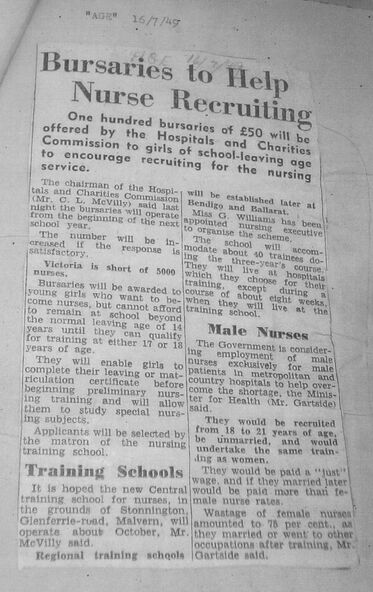 "AGE" 16/7/49
Bursaries to Help
Nurse Recruiting
One hundred bursaries of £50 will be
offered by the Hospitals and Charities
Commission to girls of school-leaving age
to encourage recruiting for the nursing
service.
The chairman of the Hospi-
tals and Charities Commission
(Mr. C. L. McVilly) said last
night the bursaries will operate
from the beginning of the next
school year.
The number will be in-
creased if the response is
satisfactory.
Victoria is short of 5000
nurses.
Bursaries will be awarded to
young girls who want to be-
come nurses, but cannot afford
to remain at school beyond
the normal leaving age of 14
years until they can qualify
for training at either 17 or 18
years of age.
They will enable girls to
complete their leaving or mat-
riculation certificate before
beginning preliminary nurs-
ing training and will allow
them to study special nurs-
ing subjects.
Applicants will be selected by
the matron of the nursing
training school.
Training Schools
It is hoped the new Central
training school for nurses, in
the grounds of Stonnington,
Glenferrie-road, Malvern, will
operate about October, Mr.
McVilly said.
Regional training schools
will be established later at
Bendigo and Ballarat.
Miss G. Williams has been
appointed nursing executive
to organise the scheme.
The school will accom-
modate about 40 trainees do-
ing the three-year's course.
They will live at hospitals
which they choose for their
training, except during a
course of about eight weeks,
when they will live at the
training school.
Male Nurses
The Government is consider-
ing employment of male
nurses exclusively for male
patients in metropolitan and
country hospitals to help over-
come the shortage, the Minis-
ter for Health (Mr. Gartside)
said.
They would be recruited
from 18 to 21 years of age,
be unmarried, and would
undertake the same train-
ing as women.
They would be paid a "just"
wage, and if they married later
would be paid more than fe-
male nurse rates.
Wastage of female nurses
amounted to 75 per cent., as
they married or went to other
occupations after training, Mr.
Gartside said.